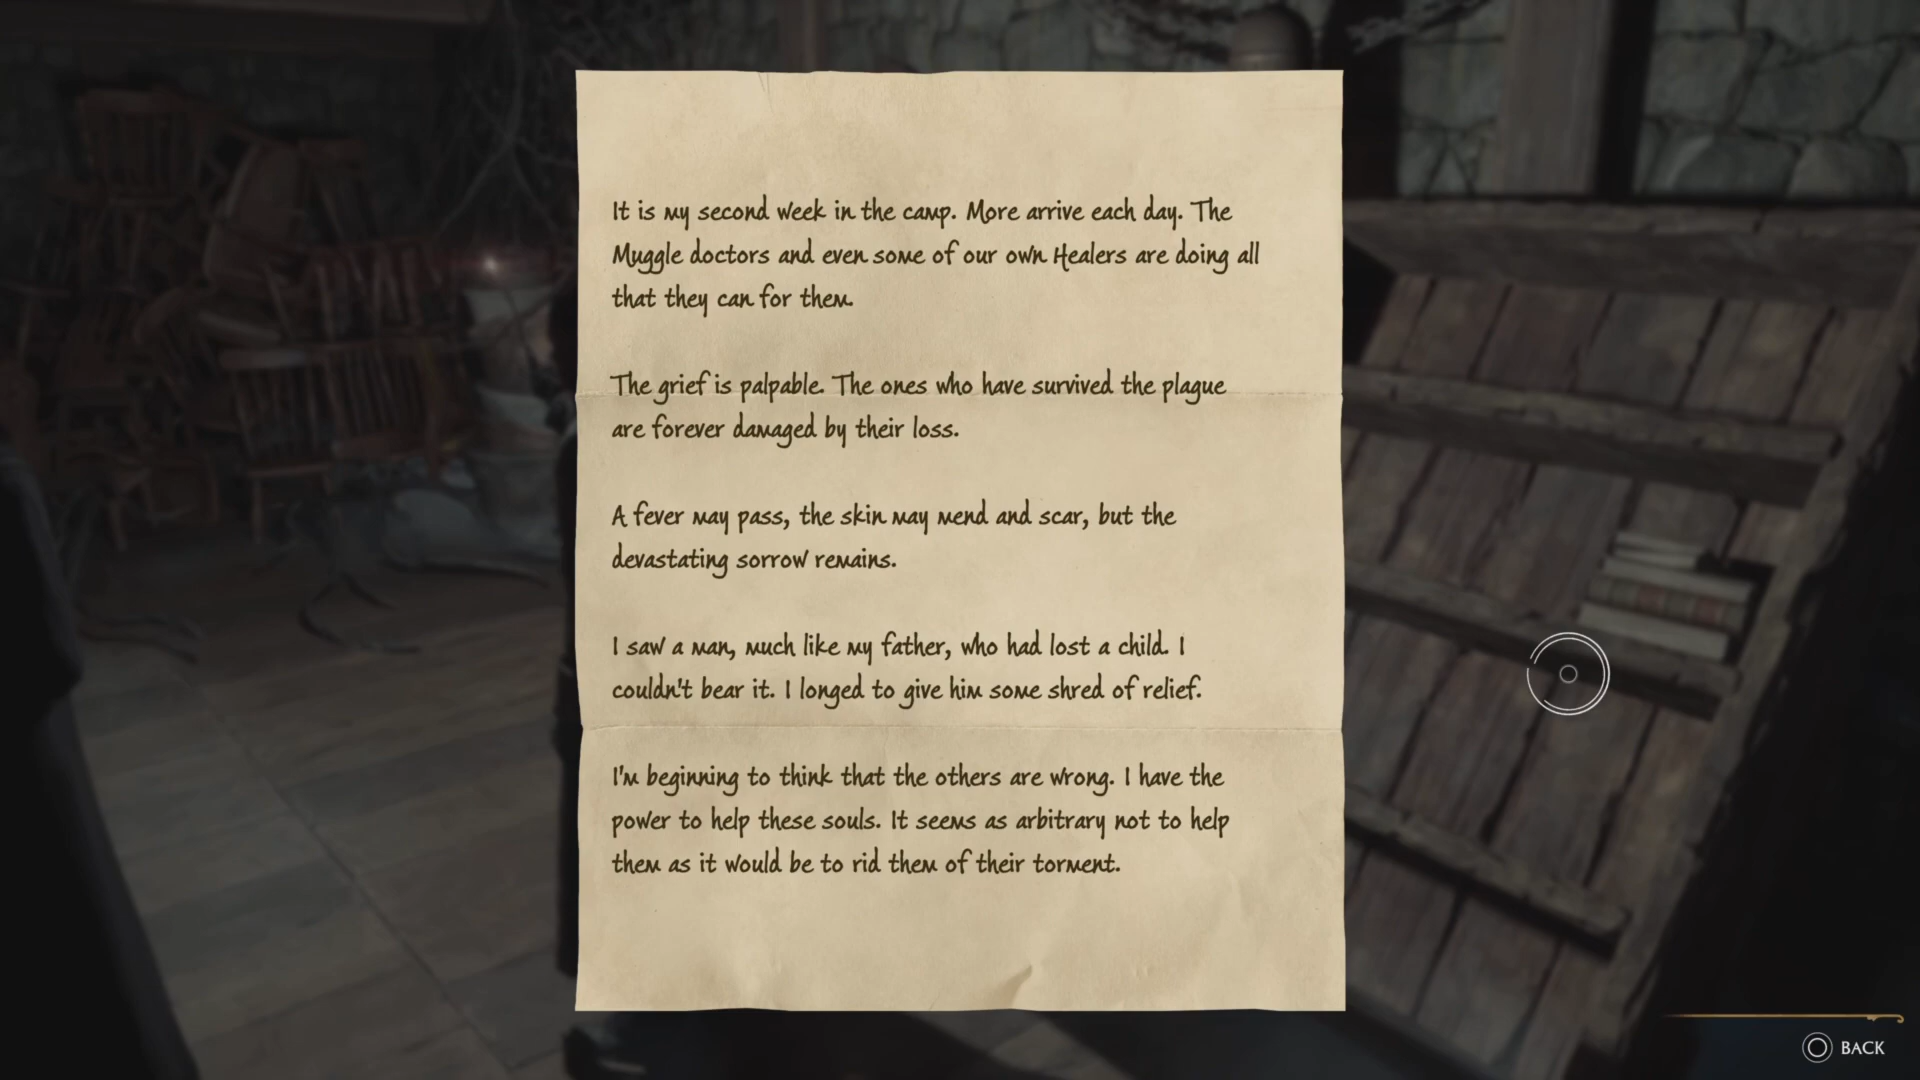 It is my second week in the camp. More arrive each day. The
Muggle doctors and even some of our own Healers are doing all
that they can for them.
The grief is palpable. The ones who have survived the plague
are forever damaged by their loss.
A fever may pass, the skin may mend and scar, but the
devastating sorrow remains.
I saw a man, much like my father, who had lost a child. I
couldn't bear it. I longed to give him some shred of relief.
I'm beginning to think that the others are wrong. I have the
power to help these souls. It seems as arbitrary not to help
them as it would be to rid them of their torment.
BACK